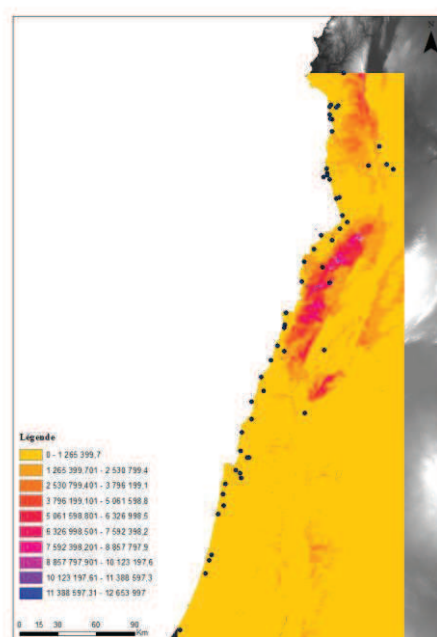 N
Légende
0 - 1 265 399,7
1 265 399,701 - 2 530 799,4
2 530 799,401 - 3 796 199,1
3 796 199,101 - 5 061 598,8
5 061 598,801 - 6 326 998,5
6 326 998,501 - 7 592 398,2
7 592 398,201 - 8 857 797,9
8 857 797,901 - 10 123 197,6
10 123 197,61 - 11 388 597,3
11 388 597,31 - 12 653 997
0 15 30 60 90
Km